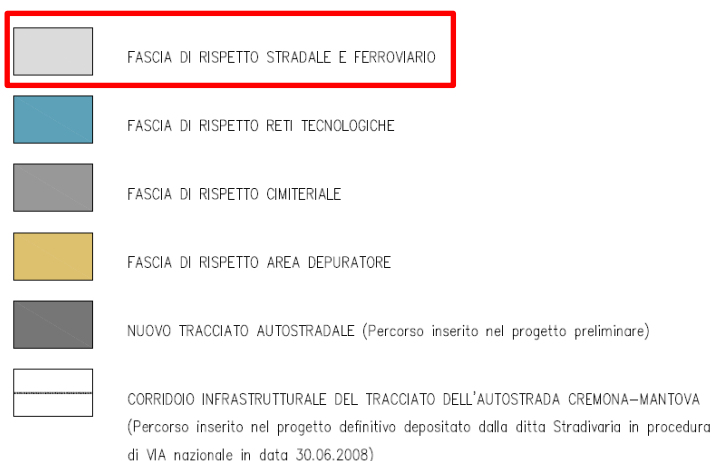 FASCIA DI RISPETTO STRADALE E FERROVIARIO
FASCIA DI RISPETTO RETI TECNOLOGICHE
FASCIA DI RISPETTO CIMITERIALE
FASCIA DI RISPETTO AREA DEPURATORE
NUOVO TRACCIATO AUTOSTRADALE (Percorso inserito nel progetto preliminare)
CORRIDOIO INFRASTRUTTURALE DEL TRACCIATO DELL'AUTOSTRADA CREMONA-MANTOVA
(Percorso inserito nel progetto definitivo depositato dalla ditta Stradivaria in procedura
di VIA nazionale in data 30.06.2008)